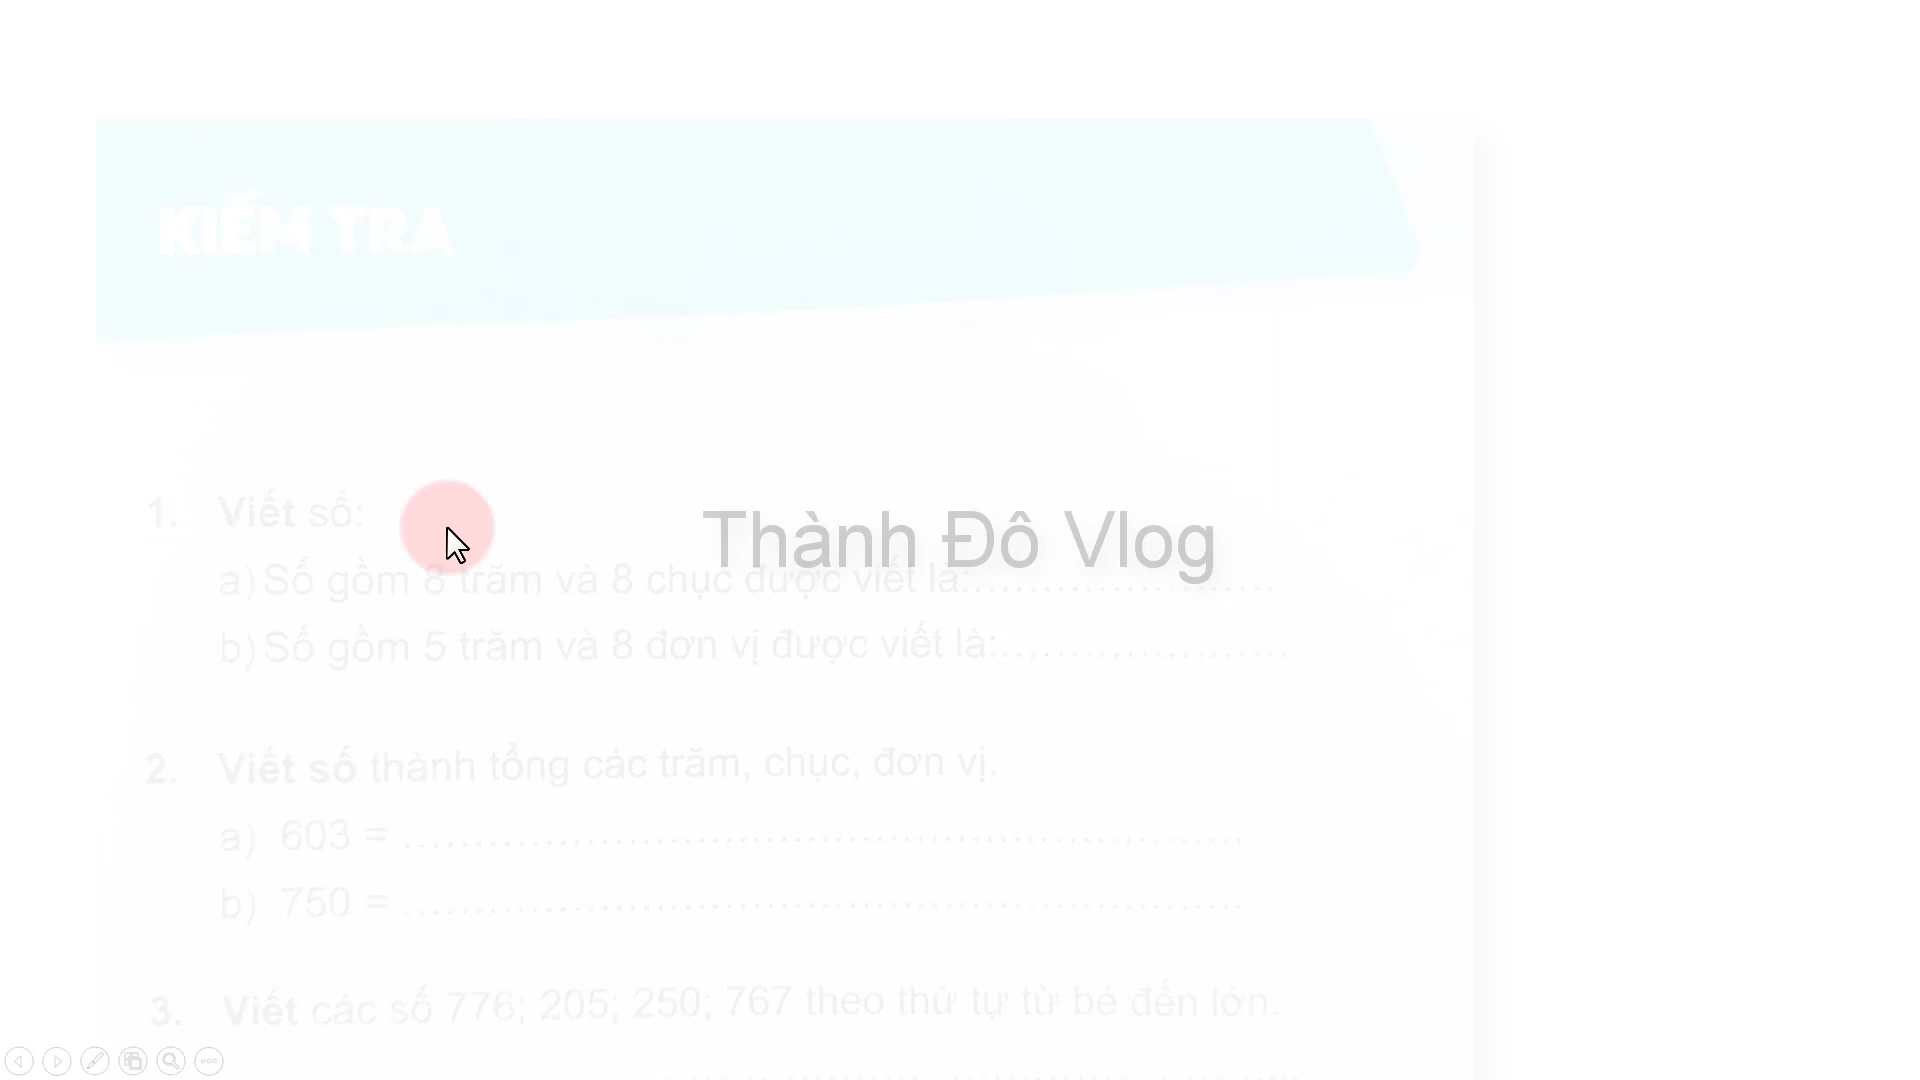 KIỂM TRA
Thành Đô Vlog
1. Viết số:
a) Số gồm 8 trăm và 8 chục được viết là:......................
b) Số gồm 5 trăm và 8 đơn vị được viết là:.....................
2. Viết số thành tổng các trăm, chục, đơn vị.
a) 603 = ............................................................
b) 750 = ............................................................
3. Viết các số 776; 205; 250; 767 theo thứ tự từ bé đến lớn.